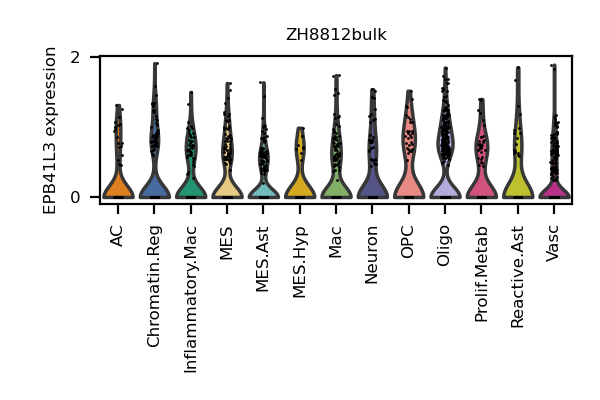 ZH8812bulk
EPB41L3 expression
2
0
AC
Chromatin.Reg
Inflammatory.Mac
MES
MES.Ast
MES.Hyp
Mac
Neuron
OPC
Oligo
Prolif.Metab
Reactive.Ast
Vasc